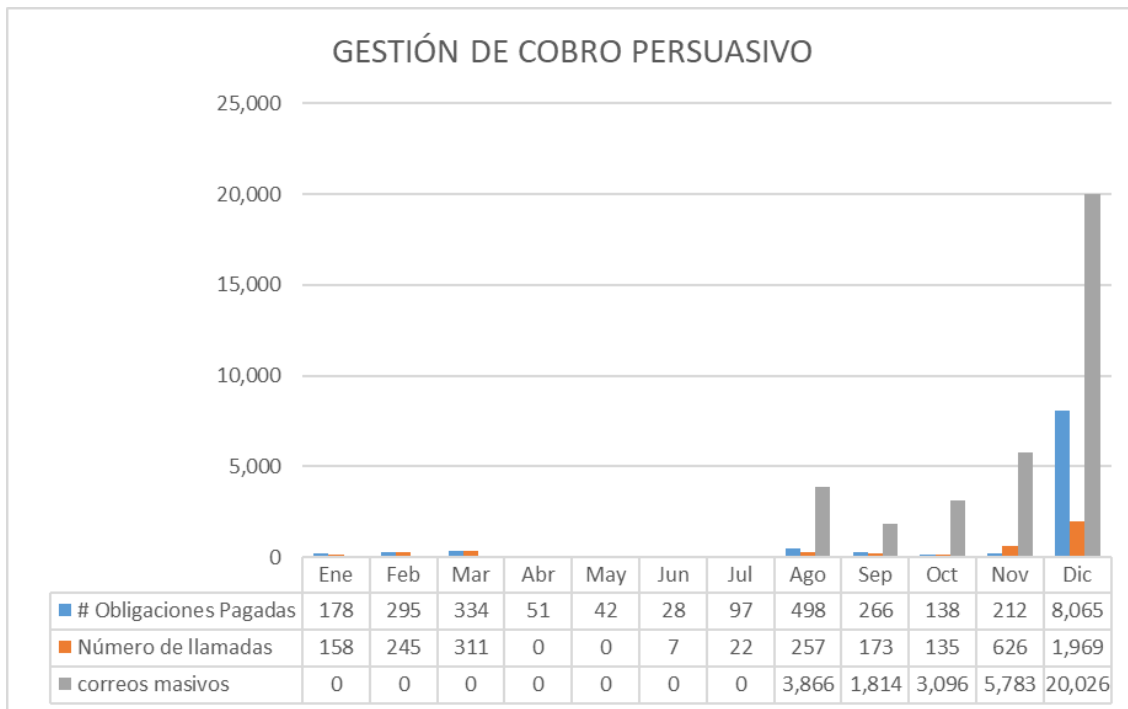 GESTIÓN DE COBRO PERSUASIVO
25,000
20,000
15,000
10,000
5,000
0
Ene Feb Mar Abr May Jun Jul Ago Sep Oct Nov Dic
# Obligaciones Pagadas 178 295 334 51 42 28 97 498 266 138 212 8,065
Número de llamadas 158 245 311 0 0 7 22 257 173 135 626 1,969
correos masivos 0 0 0 0 0 0 0 3,866 1,814 3,096 5,783 20,026